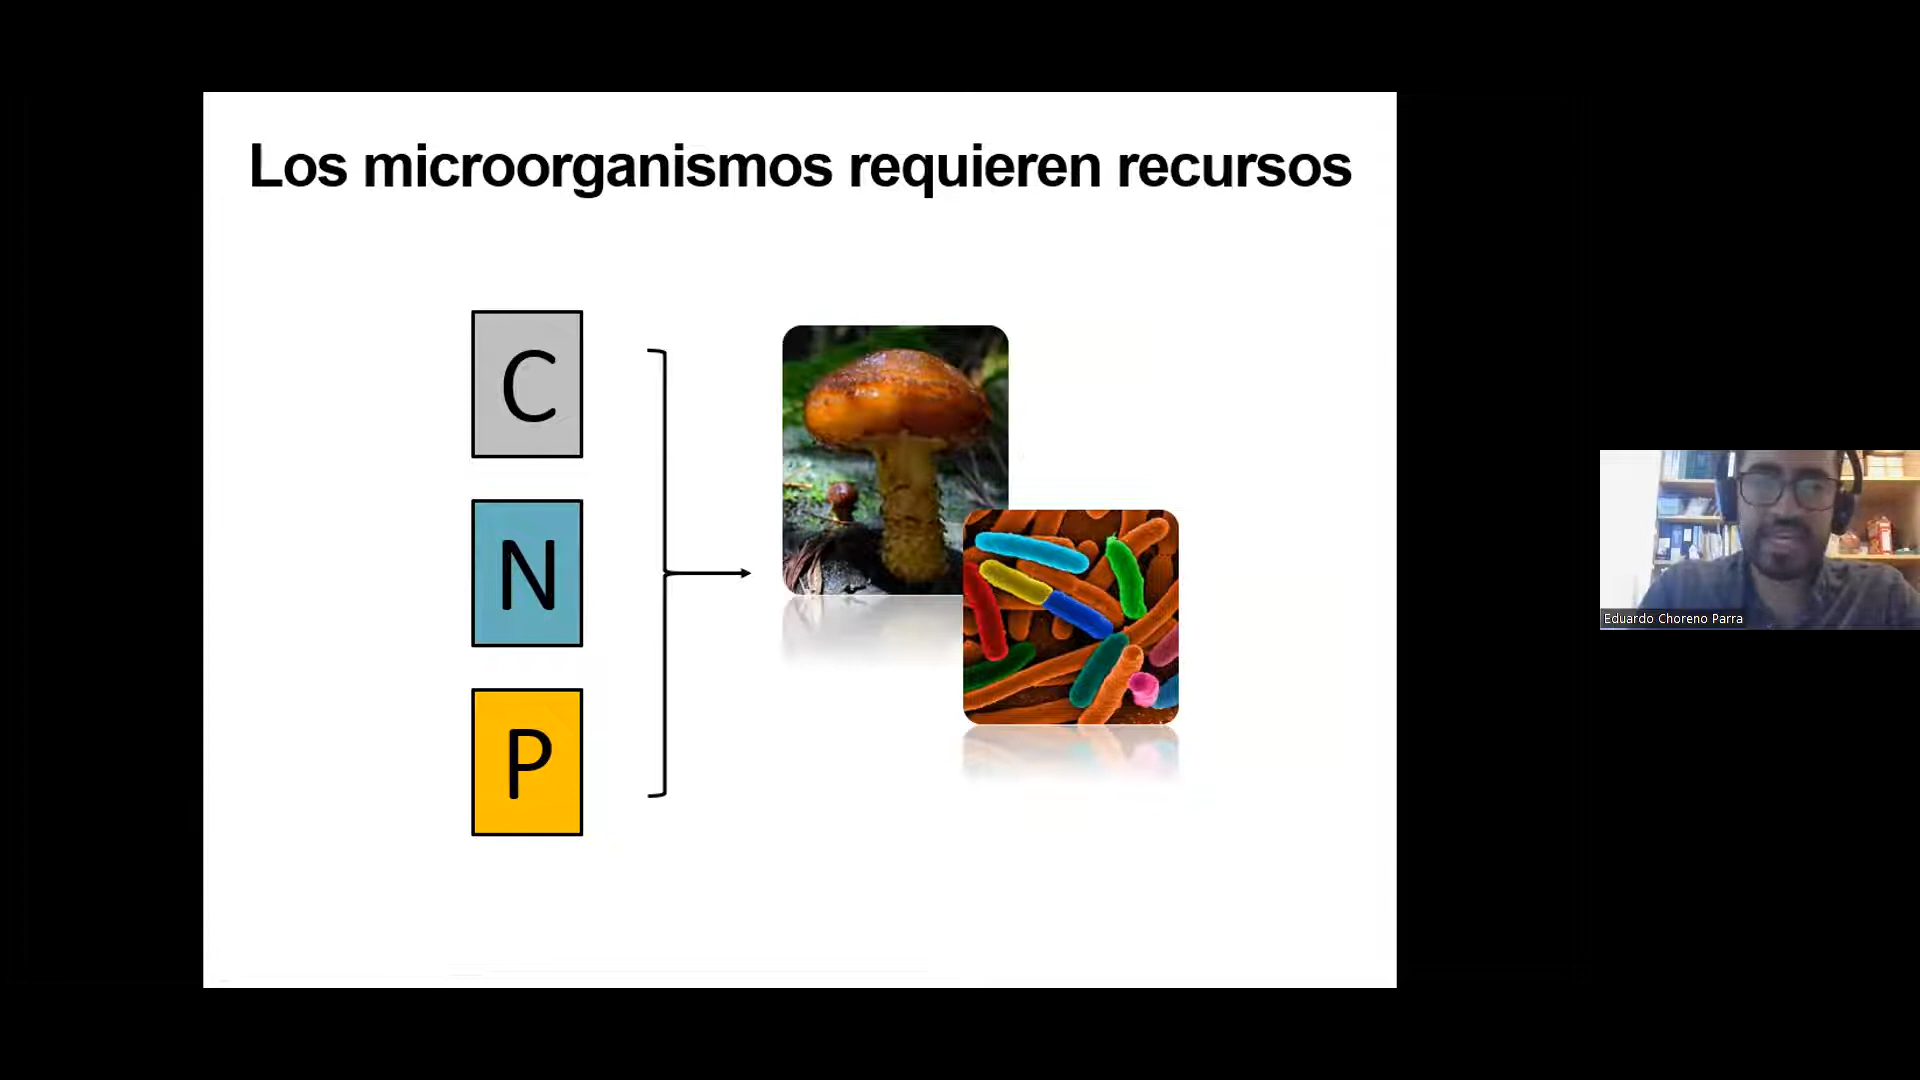 Los microorganismos requieren recursos
C
N
P
Eduardo Choreno Parra